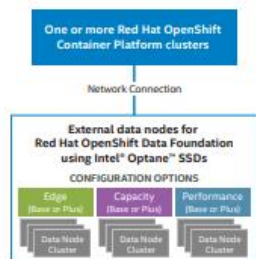 One or more Red Hat OpenShift
Container Platform clusters
Network Connection
External data nodes for
Red Hat OpenShift Data Foundation
using Intel® Optane™ SSDs
CONFIGURATION OPTIONS
Edge
(Base or Plus)
Capacity
(Base or Plus)
Performance
(Base or Plus)
Data Node
Cluster
Data Node
Cluster
Data Node
Cluster